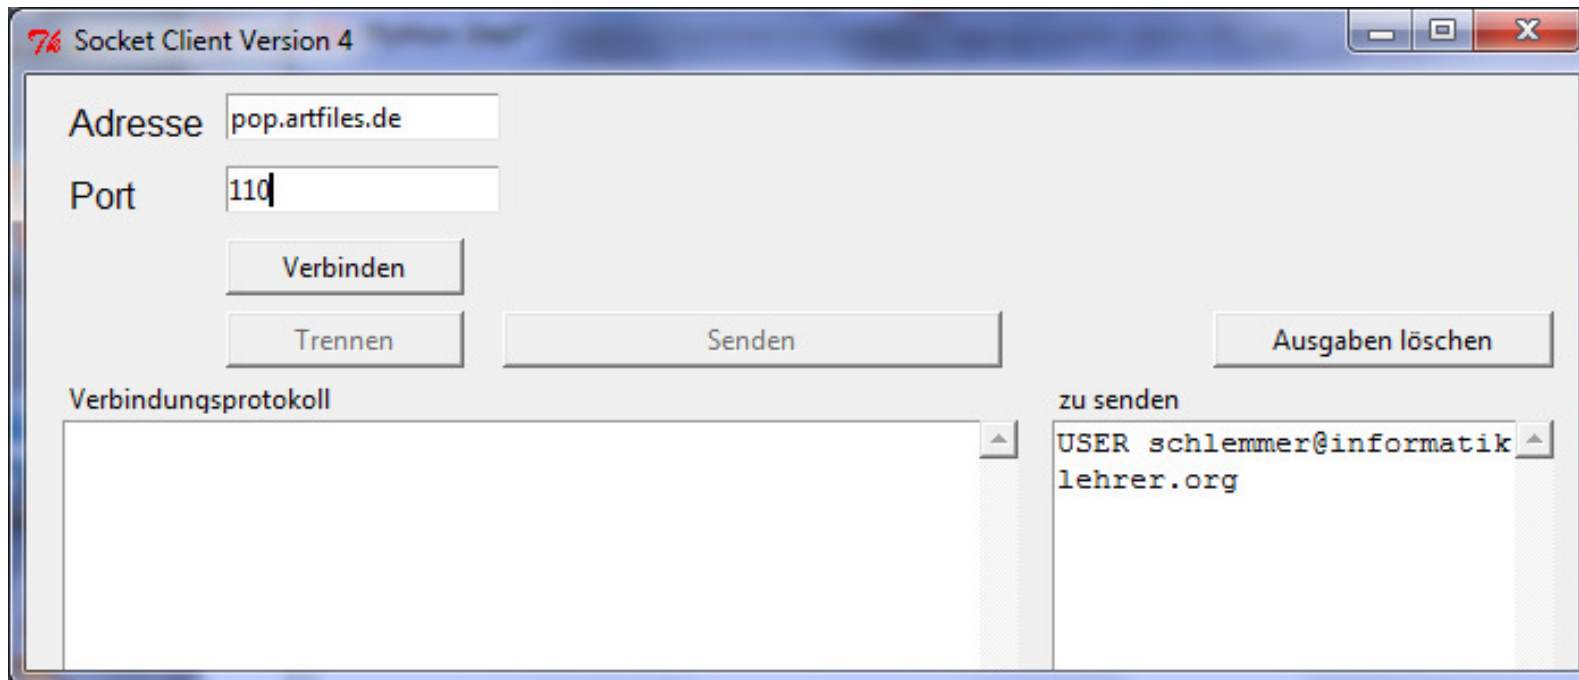 Socket Client Version 4
Adresse
pop.artfiles.de
Port
110
Verbinden
Trennen
Senden
Ausgaben löschen
Verbindungsprotokoll
zu senden
USER schlemmer@informatik
lehrer.org